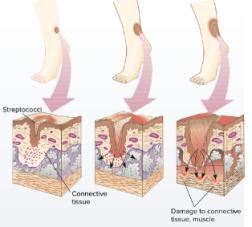 Streptococci
Connective
tissue
Damage to connective
tissue, muscle